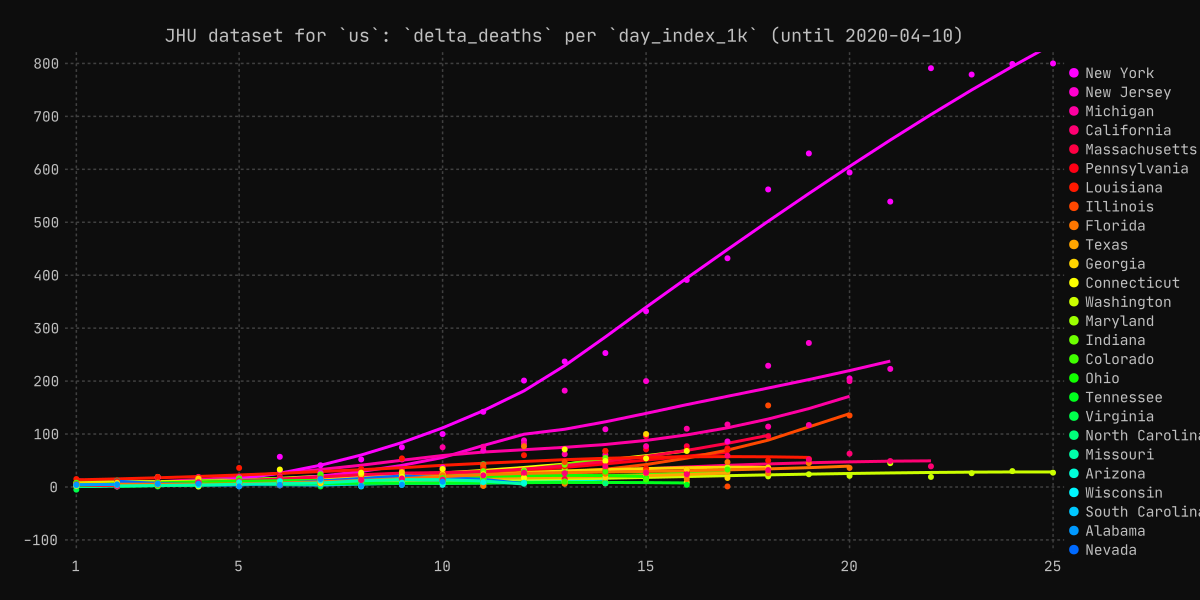 JHU dataset for `us`: `delta_deaths` per `day_index_1k` (until 2020-04-10)
800
700
600
500
400
300
200
100
0
-100
1
5
10
15
20
25
New York
New Jersey
Michigan
California
Massachusetts
Pennsylvania
Louisiana
Illinois
Florida
Texas
Georgia
Connecticut
Washington
Maryland
Indiana
Colorado
Ohio
Tennessee
Virginia
North Carolina
Missouri
Arizona
Wisconsin
South Carolina
Alabama
Nevada